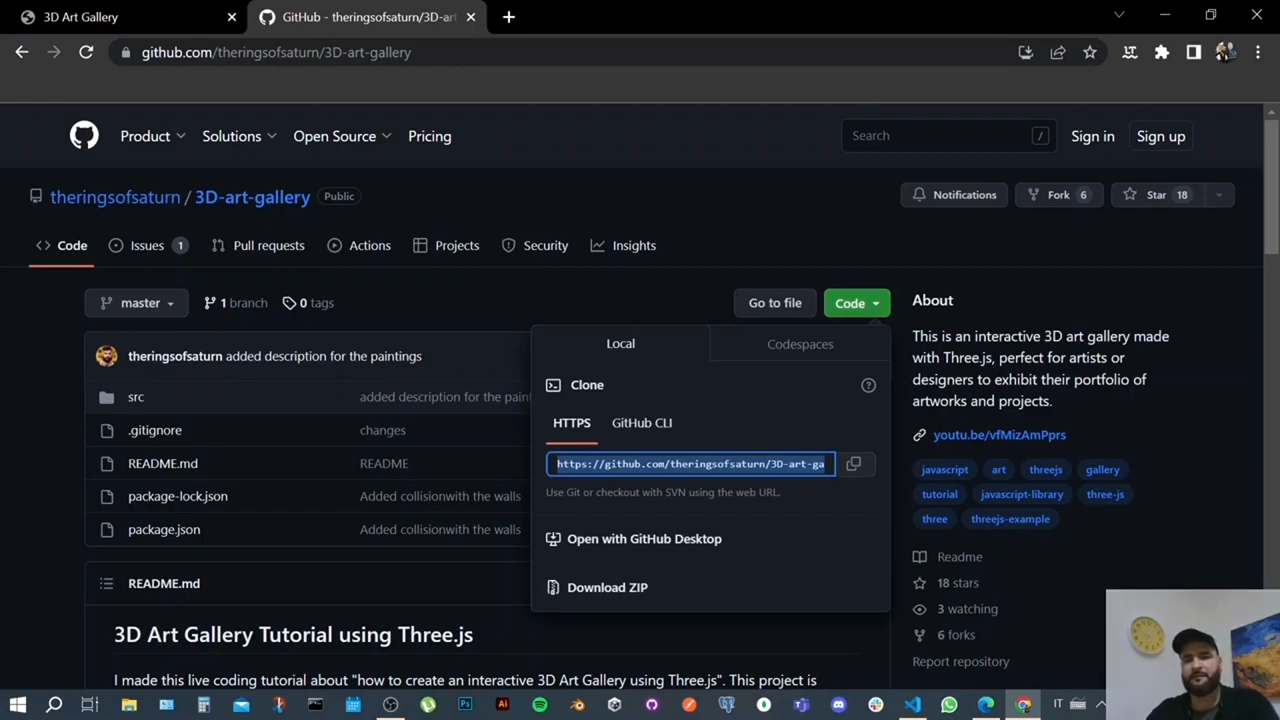 3D Art Gallery
GitHub - theringsofsaturn/3D-art
github.com/theringsofsaturn/3D-art-gallery
Product
Solutions
Open Source
Pricing
Search
/
Sign in
Sign up
theringsofsaturn / 3D-art-gallery
Public
Notifications
Fork 6
Star 18
Code
Issues 1
Pull requests
Actions
Projects
Security
Insights
master
1 branch
0 tags
Go to file
Code
theringsofsaturn added description for the paintings
src
added description for the pain
.gitignore
changes
README.md
README
package-lock.json
Added collisionwith the walls
package.json
Added collisionwith the walls
Local
Codespaces
Clone
HTTPS
GitHub CLI
https://github.com/theringsofsaturn/3D-art-ga
Use Git or checkout with SVN using the web URL.
Open with GitHub Desktop
Download ZIP
README.md
3D Art Gallery Tutorial using Three.js
I made this live coding tutorial about "how to create an interactive 3D Art Gallery using Three.js". This project is
About
This is an interactive 3D art gallery made
with Three.js, perfect for artists or
designers to exhibit their portfolio of
artworks and projects.
youtu.be/vfMizAmPprs
javascript
art
threejs
gallery
tutorial
javascript-library
three-js
three
threejs-example
Readme
18 stars
3 watching
6 forks
Report repository
Ps
Ai
IT